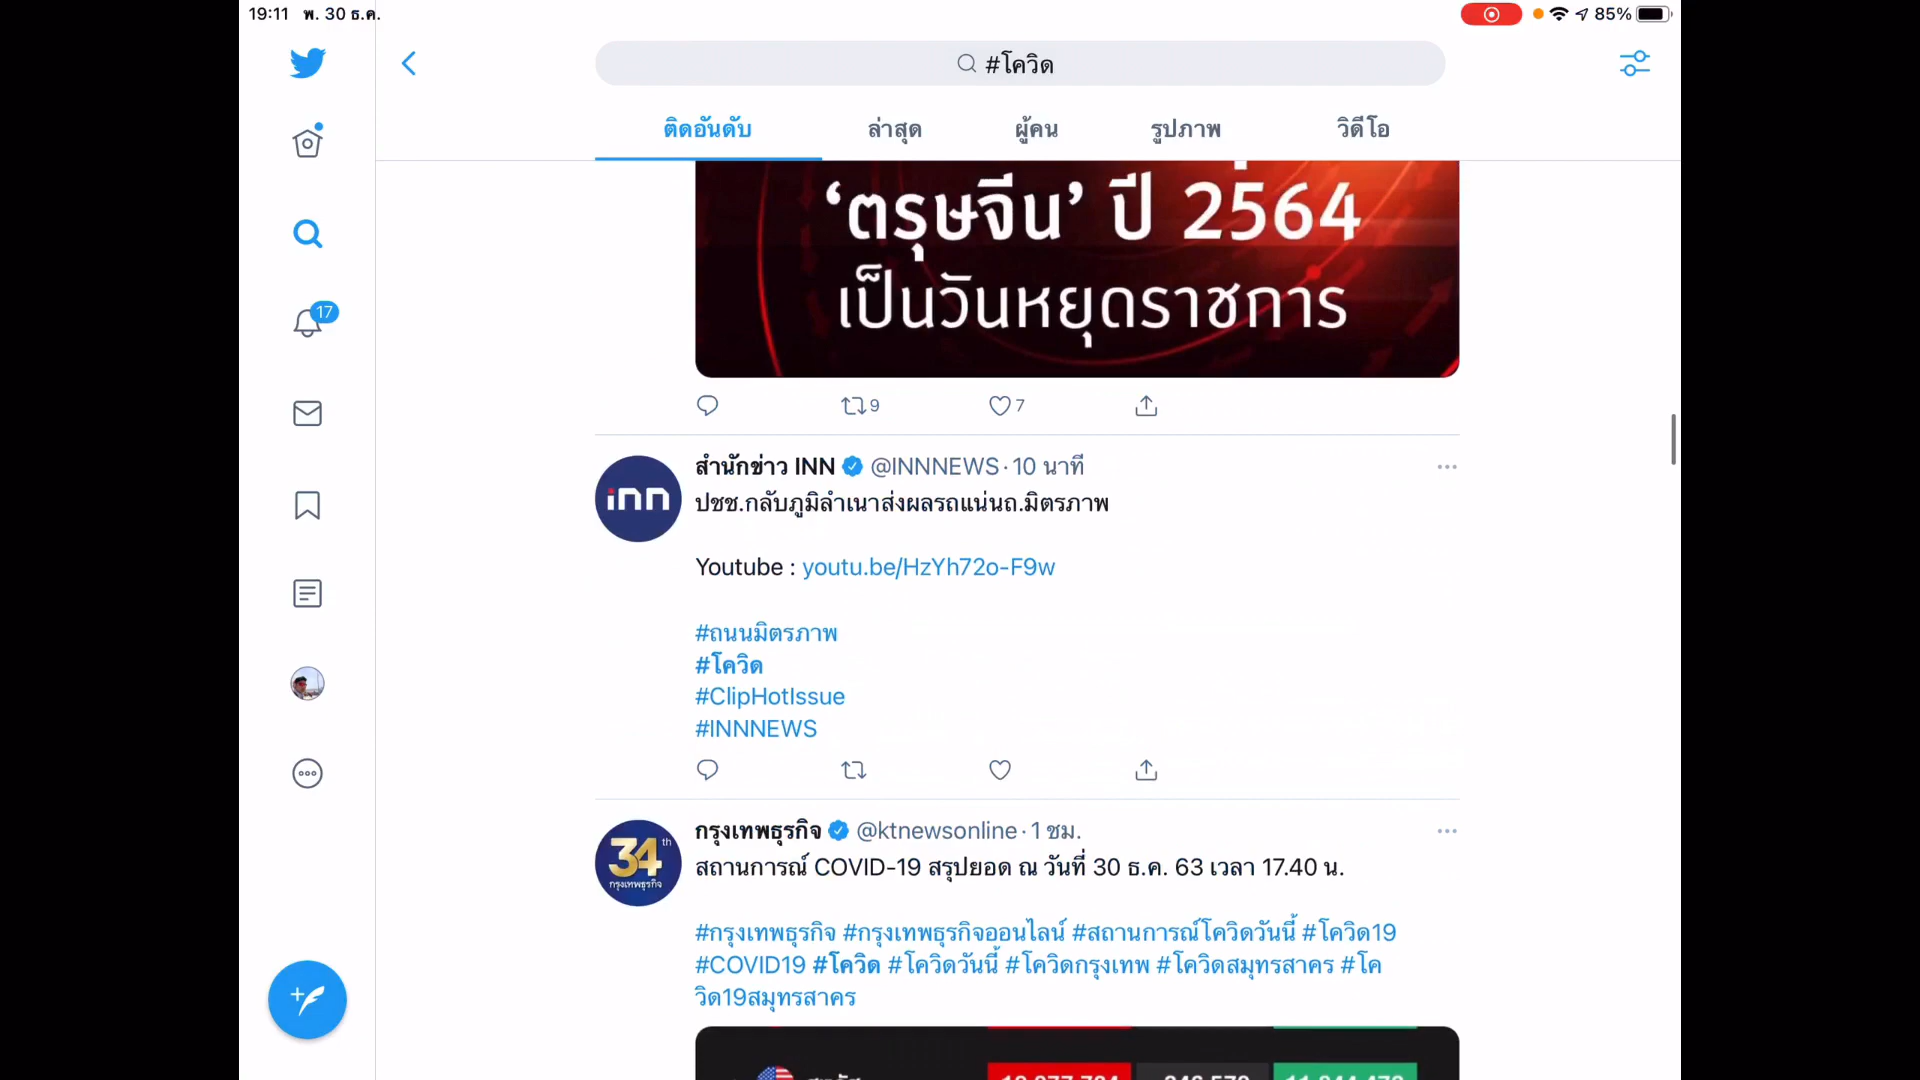 19:11 พ. 30 ธ.ค.
85%
#โควิด
ติดอันดับ ล่าสุด ผู้คน รูปภาพ วิดีโอ
‘ตรุษจีน’ ปี 2564
เป็นวันหยุดราชการ
9 7
17
สำนักข่าว INN @INNNEWS · 10 นาที
inn
ปชช.กลับภูมิลำเนาส่งผลรถแน่นถ.มิตรภาพ
Youtube : youtu.be/HzYh72o-F9w
#ถนนมิตรภาพ
#โควิด
#ClipHotIssue
#INNNEWS
กรุงเทพธุรกิจ @ktnewsonline · 1 ชม.
34th
กรุงเทพธุรกิจ
สถานการณ์ COVID-19 สรุปยอด ณ วันที่ 30 ธ.ค. 63 เวลา 17.40 น.
#กรุงเทพธุรกิจ #กรุงเทพธุรกิจออนไลน์ #สถานการณ์โควิดวันนี้ #โควิด19
#COVID19 #โควิด #โควิดวันนี้ #โควิดกรุงเทพ #โควิดสมุทรสาคร #โค
วิด19สมุทรสาคร